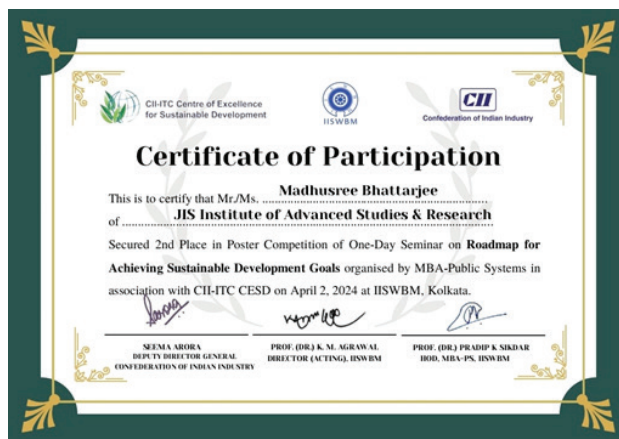 CII-ITC Centre of Excellence
for Sustainable Development
IISWBM
CII
Confederation of Indian Industry
Certificate of Participation
This is to certify that Mr./Ms. Madhusree Bhattarjee
of JIS Institute of Advanced Studies & Research
Secured 2nd Place in Poster Competition of One-Day Seminar on Roadmap for
Achieving Sustainable Development Goals organised by MBA-Public Systems in
association with CII-ITC CESD on April 2, 2024 at IISWBM, Kolkata.
SEEMA ARORA
DEPUTY DIRECTOR GENERAL
CONFEDERATION OF INDIAN INDUSTRY
PROF. (DR.) K. M. AGRAWAL
DIRECTOR (ACTING), IISWBM
PROF. (DR.) PRADIP K SIKDAR
HOD, MBA-PS, IISWBM